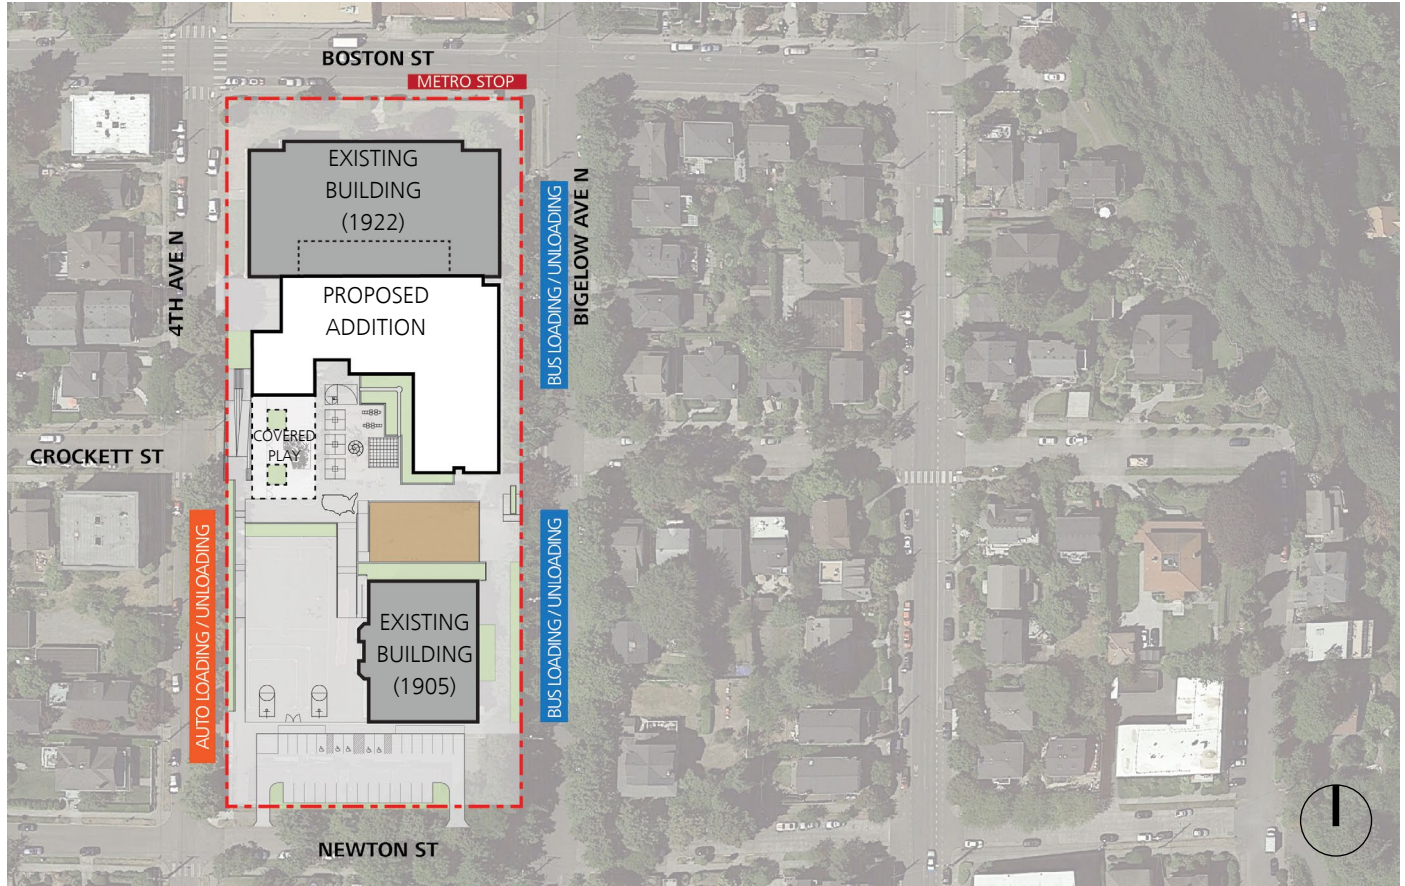 BOSTON ST
METRO STOP
EXISTING
BUILDING
(1922)
BUS LOADING / UNLOADING
BIGELOW AVE N
4TH AVE N
PROPOSED
ADDITION
COVERED
PLAY
CROCKETT ST
AUTO LOADING / UNLOADING
BUS LOADING / UNLOADING
EXISTING
BUILDING
(1905)
NEWTON ST